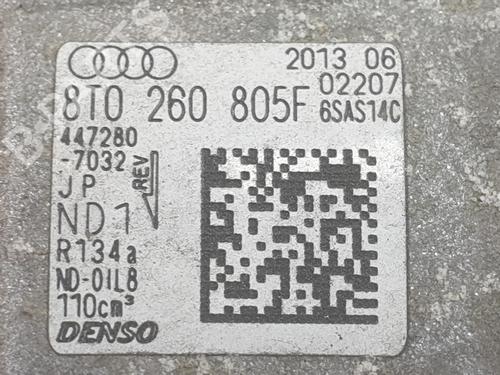 2013 06
02207
8T0 260 805F 6SAS14C
447280
-7032
REV
JP
ND1
R134a
ND-OIL8
110cm³
DENSO